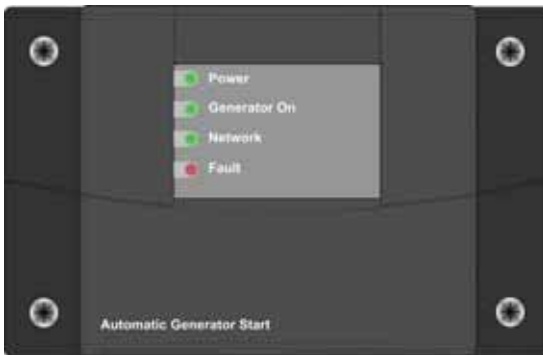 Power
Generator On
Network
Fault
Automatic Generator Start